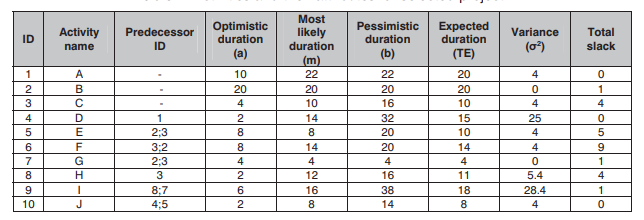 ID
Activity
name
Predecessor
ID
Optimistic
duration
(a)
Most
likely
duration
(m)
Pessimistic
duration
(b)
Expected
duration
(TE)
Variance
(σ²)
Total
slack
1 A - 10 22 22 20 4 0
2 B - 20 20 20 20 0 1
3 C - 4 10 16 10 4 4
4 D 1 2 14 32 15 25 0
5 E 2;3 8 8 20 10 4 5
6 F 3;2 8 14 20 14 4 9
7 G 2;3 4 4 4 4 0 1
8 H 3 2 12 16 11 5.4 4
9 I 8;7 6 16 38 18 28.4 1
10 J 4;5 2 8 14 8 4 0